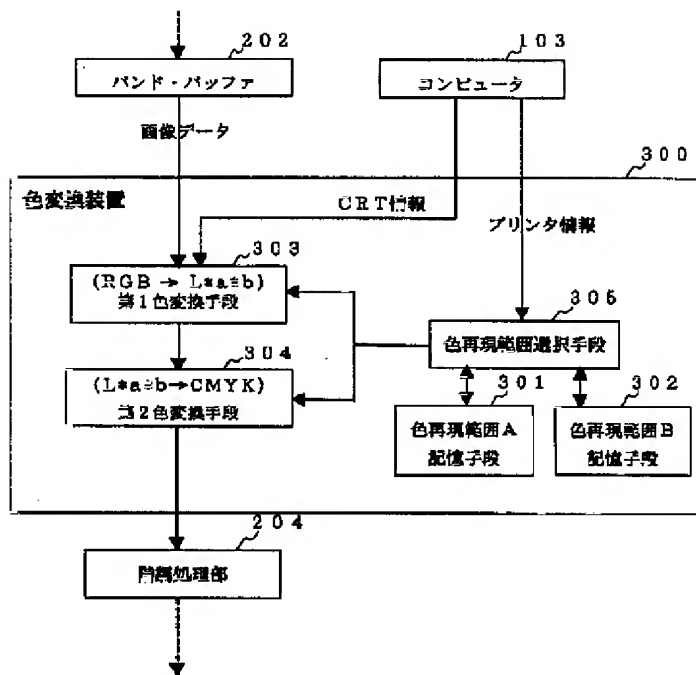 202
バンド・バッファ
103
コンピュータ
画像データ
300
色変換装置
CRT情報
プリンタ情報
303
(RGB → L*a*b)
第1色変換手段
305
色再現範囲選択手段
304
(L*a*b→CMYK)
第2色変換手段
301
色再現範囲A
記憶手段
302
色再現範囲B
記憶手段
204
階調処理部